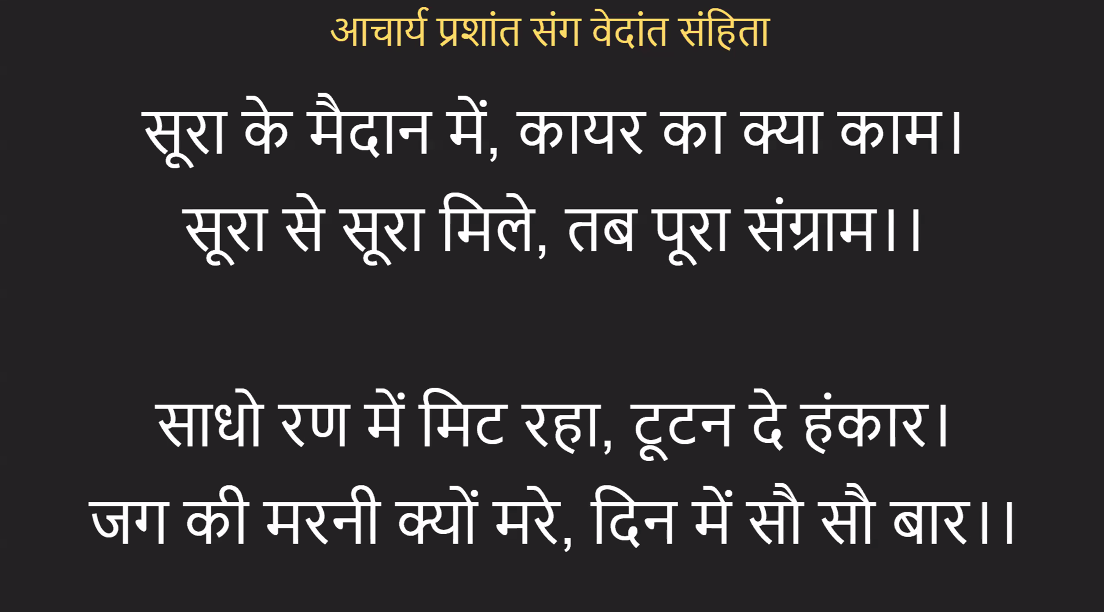 आचार्य प्रशांत संग वेदांत संहिता
सूरा के मैदान में, कायर का क्या काम।
सूरा से सूरा मिले, तब पूरा संग्राम।।
साधो रण में मिट रहा, टूटन दे हंकार।
जग की मरनी क्यों मरे, दिन में सौ सौ बार।।